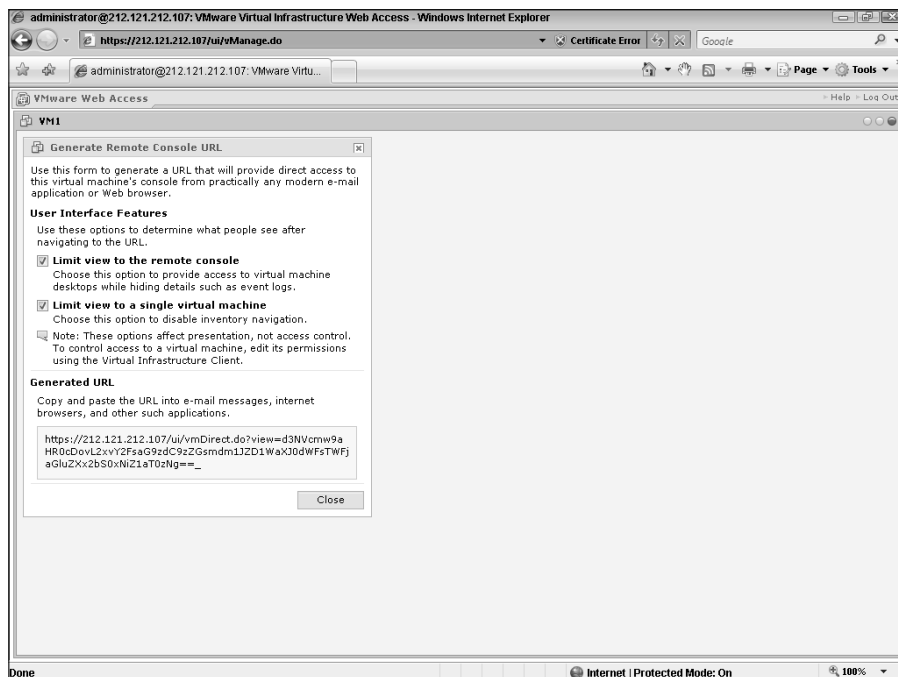 administrator@212.121.212.107: VMware Virtual Infrastructure Web Access - Windows Internet Explorer
https://212.121.212.107/ui/vManage.do
Certificate Error
Google
administrator@212.121.212.107: VMware Virtu...
Page
Tools
VMware Web Access
Help
Log Out
VM1
Generate Remote Console URL
Use this form to generate a URL that will provide direct access to
this virtual machine's console from practically any modern e-mail
application or Web browser.
User Interface Features
Use these options to determine what people see after
navigating to the URL.
Limit view to the remote console
Choose this option to provide access to virtual machine
desktops while hiding details such as event logs.
Limit view to a single virtual machine
Choose this option to disable inventory navigation.
Note: These options affect presentation, not access control.
To control access to a virtual machine, edit its permissions
using the Virtual Infrastructure Client.
Generated URL
Copy and paste the URL into e-mail messages, internet
browsers, and other such applications.
https://212.121.212.107/ui/vmDirect.do?view=d3NVcmw9a
HR0cDovL2xvY2FsaG9zdC9zZGsmdm1JZD1WaXJ0dWFsTWFj
aGluZXx2bS0xNiZ1aT0zNg==_
Close
Done
Internet | Protected Mode: On
100%